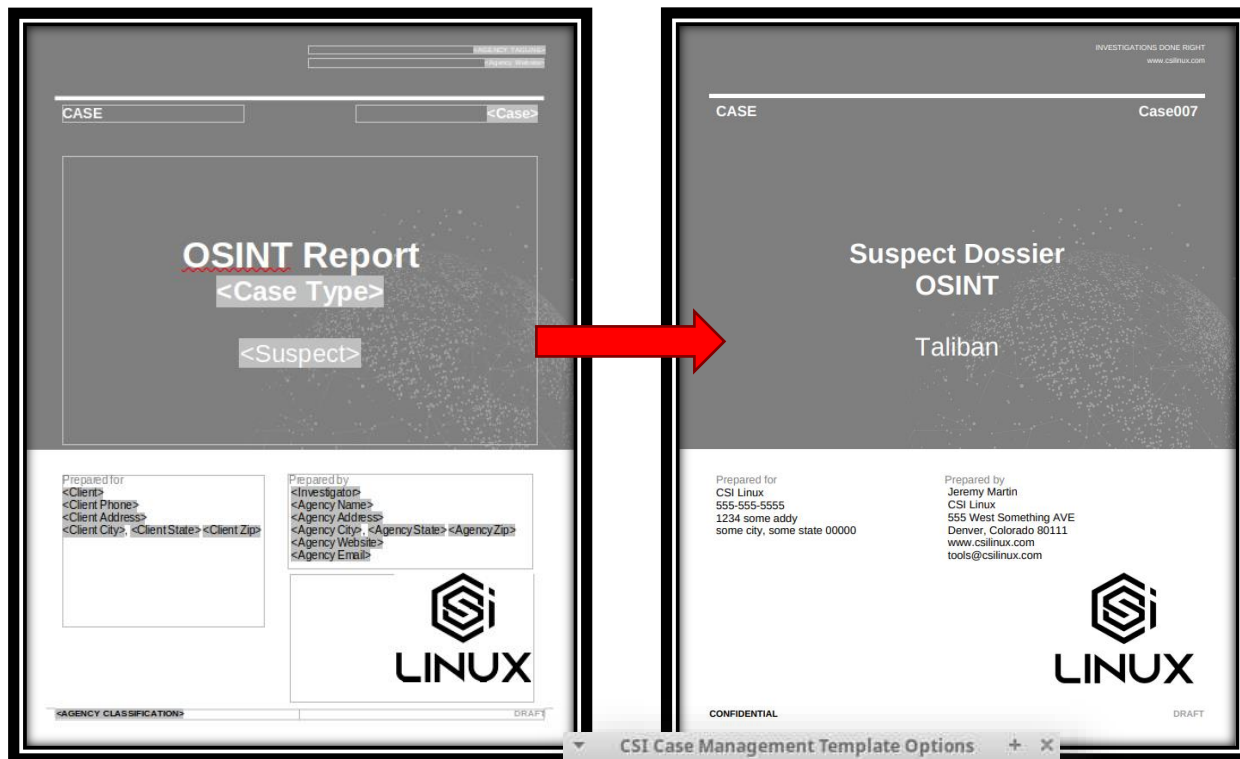 <AGENCY TAGLINE>
<Agency Website>
CASE
<Case>
OSINT Report
<Case Type>
<Suspect>
Prepared for
<Client>
<Client Phone>
<Client Address>
<Client City>, <Client State> <Client Zip>
Prepared by
<Investigator>
<Agency Name>
<Agency Address>
<Agency City>, <Agency State> <Agency Zip>
<Agency Website>
<Agency Email>
Si
LINUX
<AGENCY CLASSIFICATION>
DRAFT
INVESTIGATIONS DONE RIGHT
www.csilinux.com
CASE
Case007
Suspect Dossier
OSINT
Taliban
Prepared for
CSI Linux
555-555-5555
1234 some addy
some city, some state 00000
Prepared by
Jeremy Martin
CSI Linux
555 West Something AVE
Denver, Colorado 80111
www.csilinux.com
tools@csilinux.com
Si
LINUX
CONFIDENTIAL
DRAFT
CSI Case Management Template Options